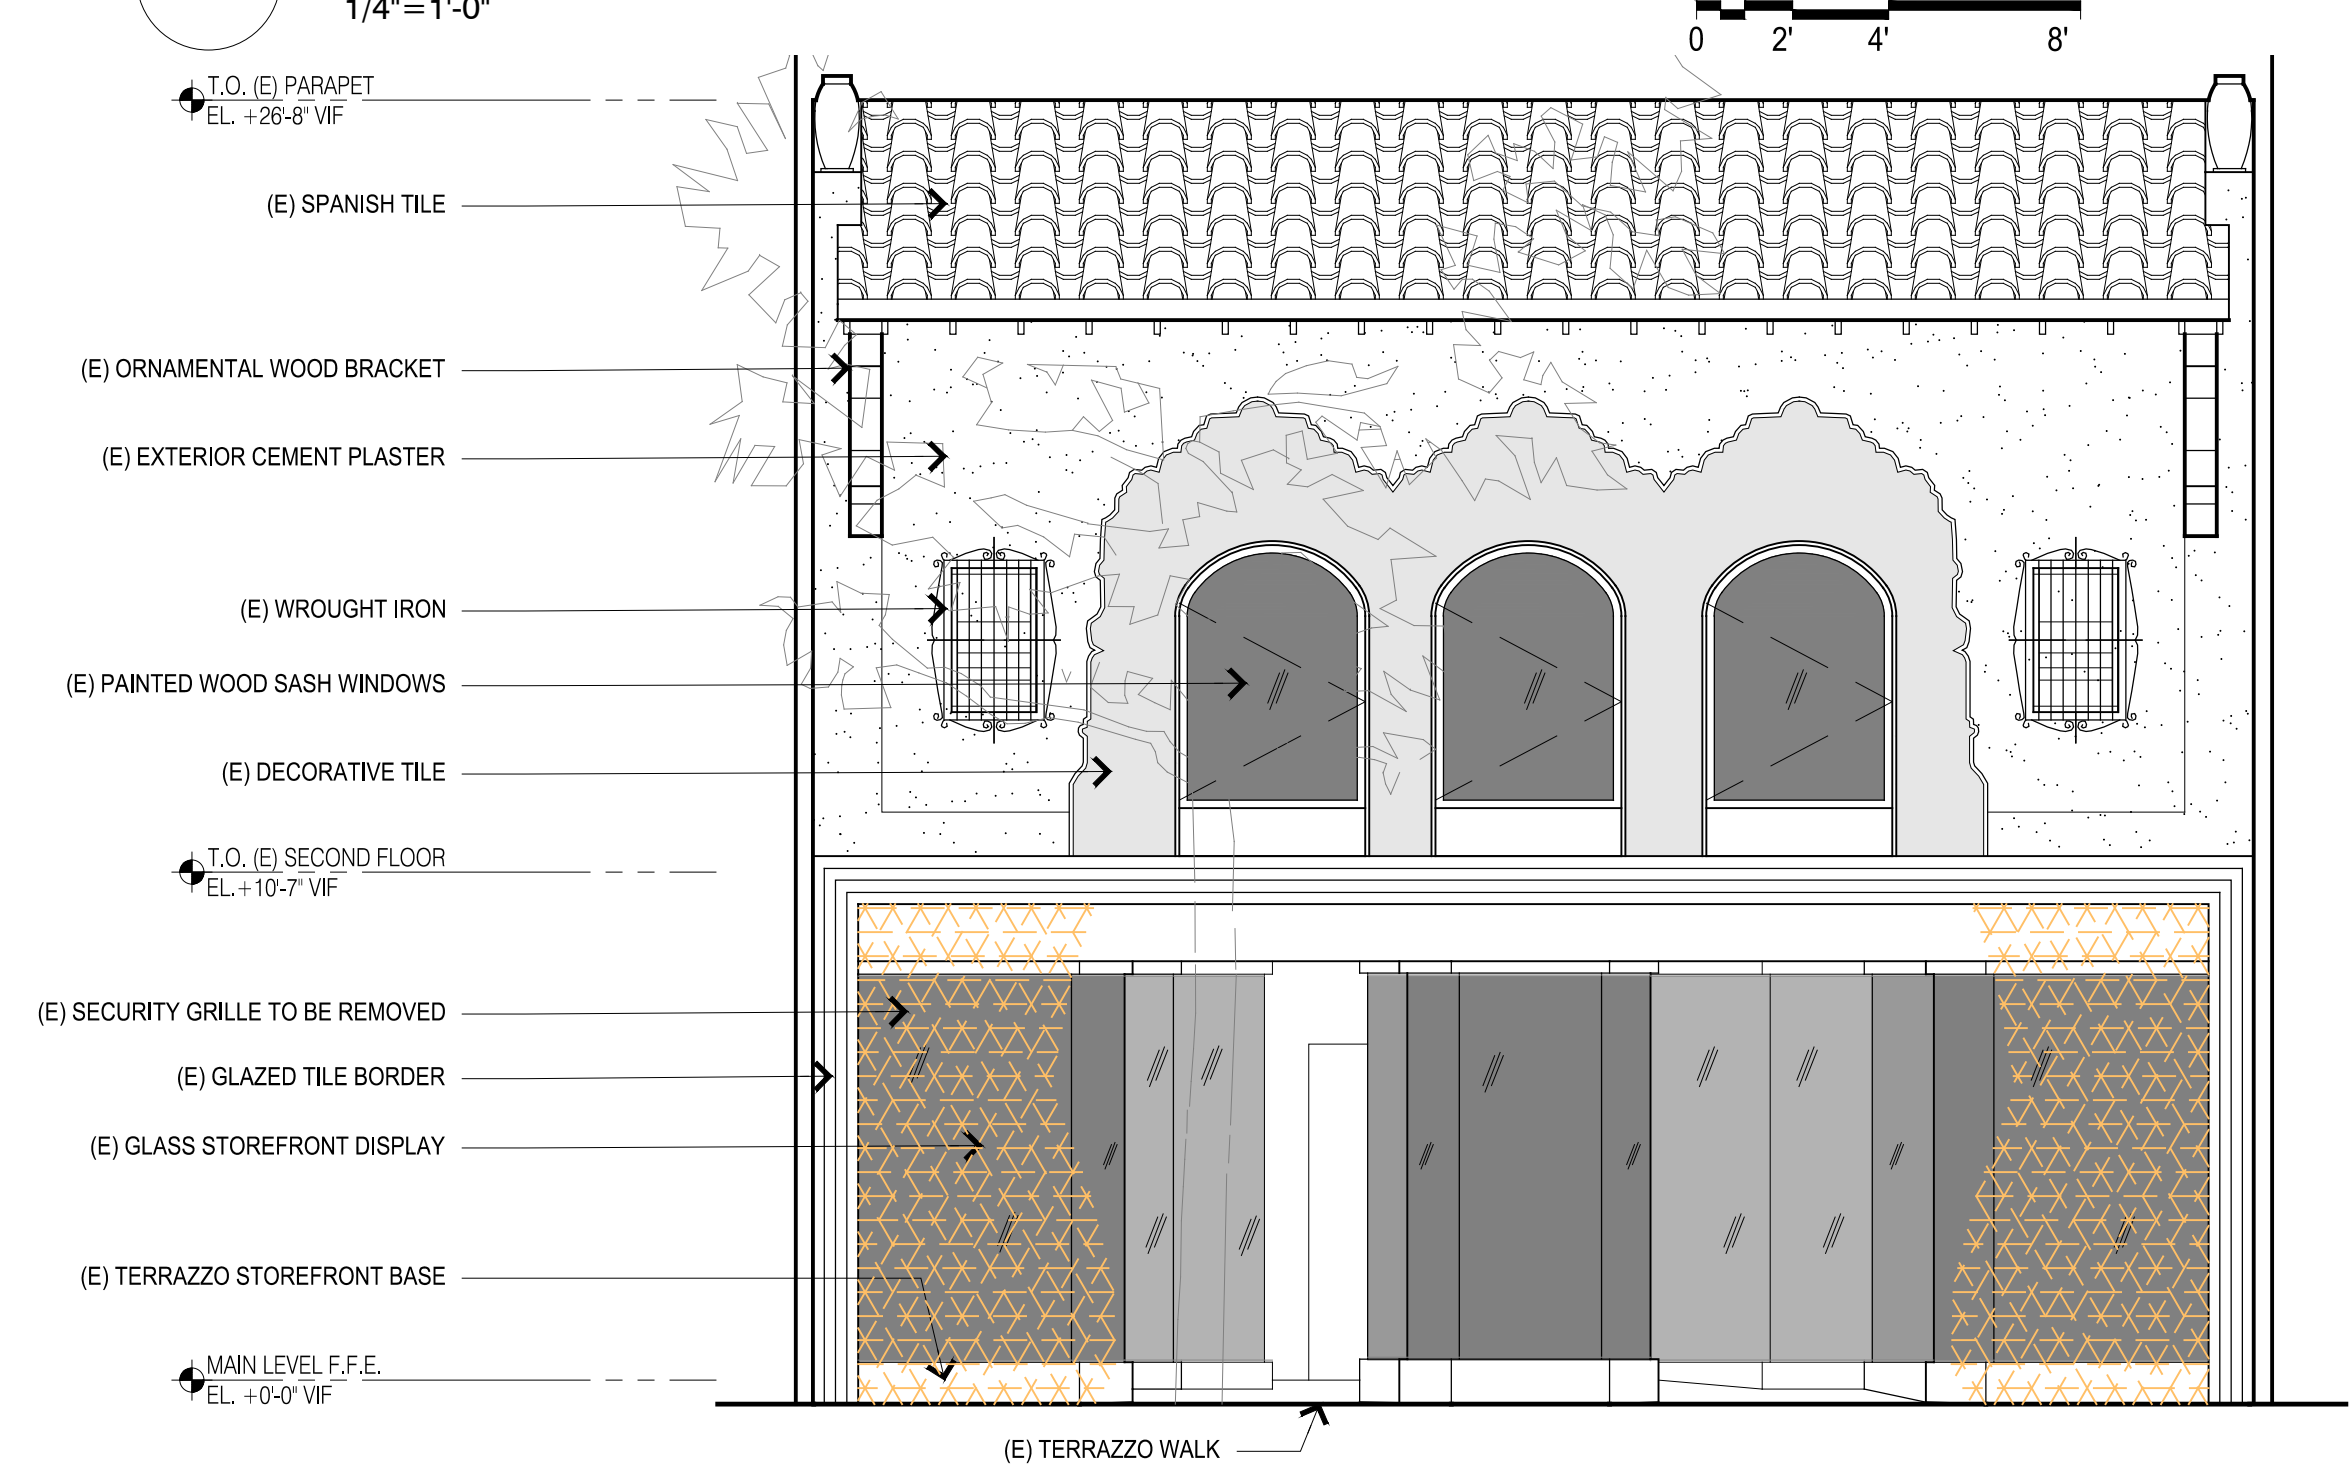 1/4"=1'-0"
0 2' 4' 8'
T.O. (E) PARAPET
EL. +26'-8" VIF
(E) SPANISH TILE
(E) ORNAMENTAL WOOD BRACKET
(E) EXTERIOR CEMENT PLASTER
(E) WROUGHT IRON
(E) PAINTED WOOD SASH WINDOWS
(E) DECORATIVE TILE
T.O. (E) SECOND FLOOR
EL.+10'-7" VIF
(E) SECURITY GRILLE TO BE REMOVED
(E) GLAZED TILE BORDER
(E) GLASS STOREFRONT DISPLAY
(E) TERRAZZO STOREFRONT BASE
MAIN LEVEL F.F.E.
EL. +0'-0" VIF
(E) TERRAZZO WALK